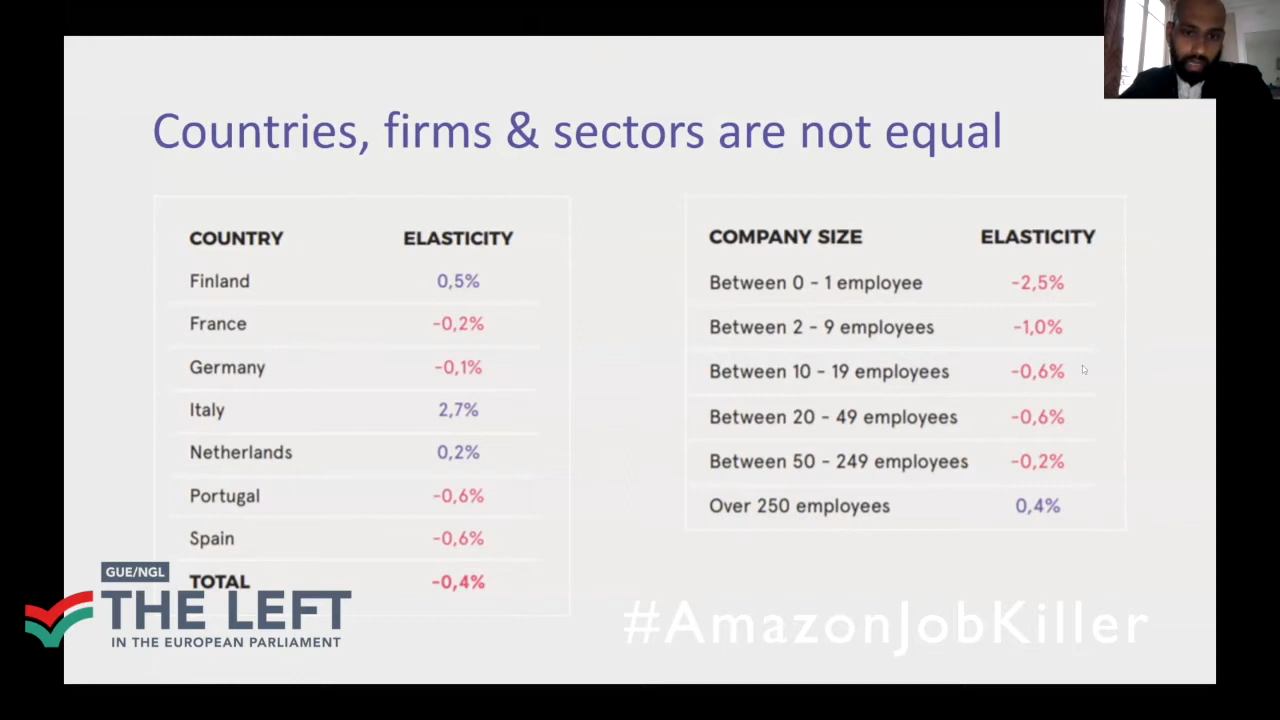 Countries, firms & sectors are not equal
COUNTRY ELASTICITY
Finland 0,5%
France -0,2%
Germany -0,1%
Italy 2,7%
Netherlands 0,2%
Portugal -0,6%
Spain -0,6%
TOTAL -0,4%
COMPANY SIZE ELASTICITY
Between 0 - 1 employee -2,5%
Between 2 - 9 employees -1,0%
Between 10 - 19 employees -0,6%
Between 20 - 49 employees -0,6%
Between 50 - 249 employees -0,2%
Over 250 employees 0,4%
GUE/NGL
THE LEFT
IN THE EUROPEAN PARLIAMENT
#AmazonJobKiller